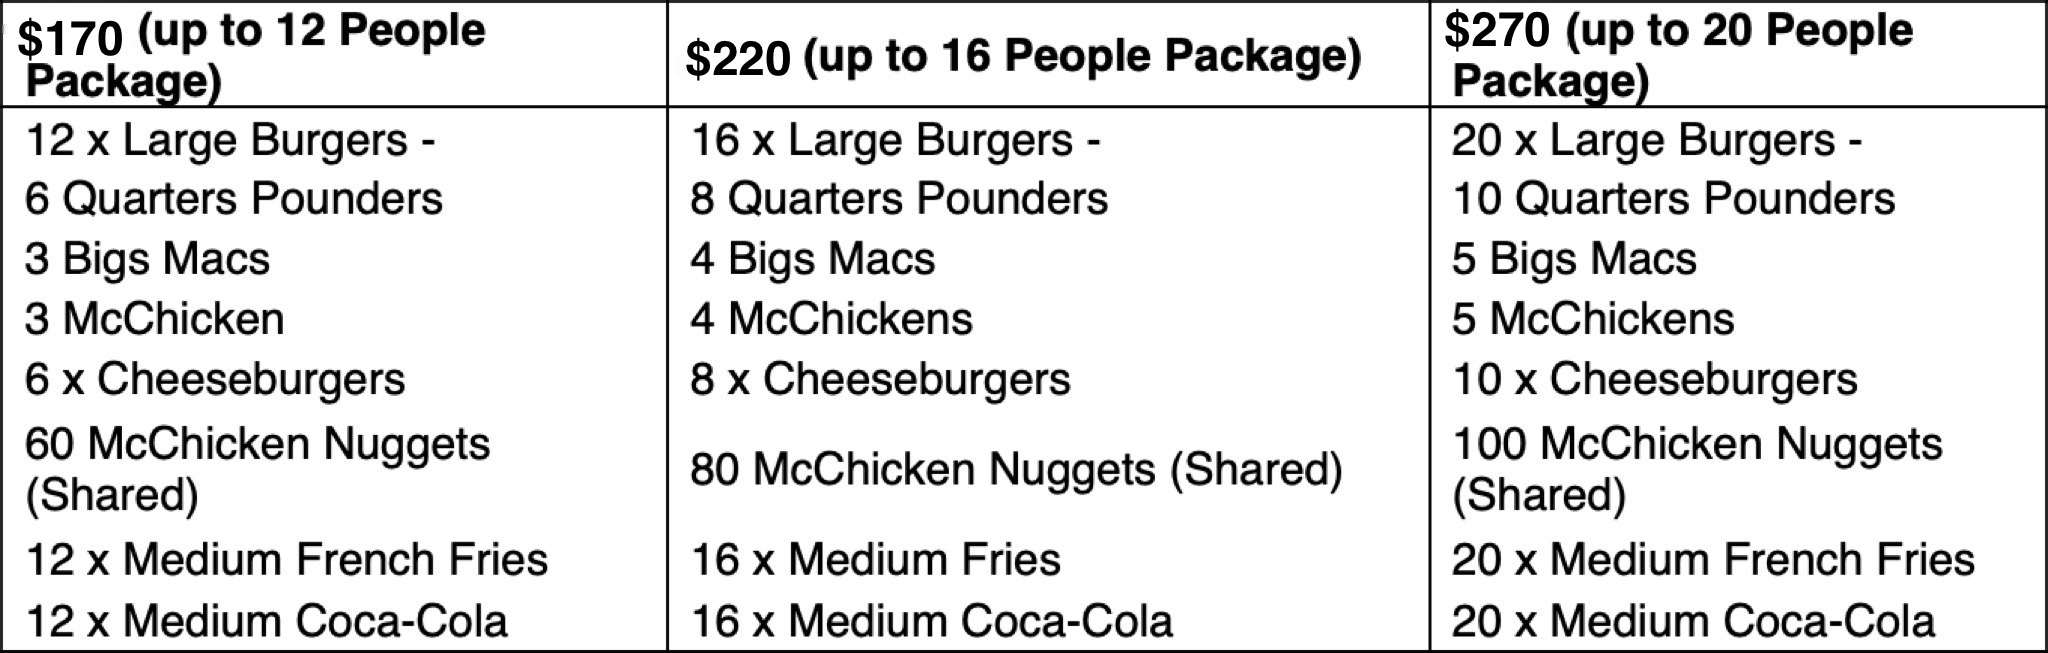 $170 (up to 12 People
Package)
12 x Large Burgers -
6 Quarters Pounders
3 Bigs Macs
3 McChicken
6 x Cheeseburgers
60 McChicken Nuggets
(Shared)
12 x Medium French Fries
12 x Medium Coca-Cola
$220 (up to 16 People Package)
16 x Large Burgers -
8 Quarters Pounders
4 Bigs Macs
4 McChickens
8 x Cheeseburgers
80 McChicken Nuggets (Shared)
16 x Medium Fries
16 x Medium Coca-Cola
$270 (up to 20 People
Package)
20 x Large Burgers -
10 Quarters Pounders
5 Bigs Macs
5 McChickens
10 x Cheeseburgers
100 McChicken Nuggets
(Shared)
20 x Medium French Fries
20 x Medium Coca-Cola